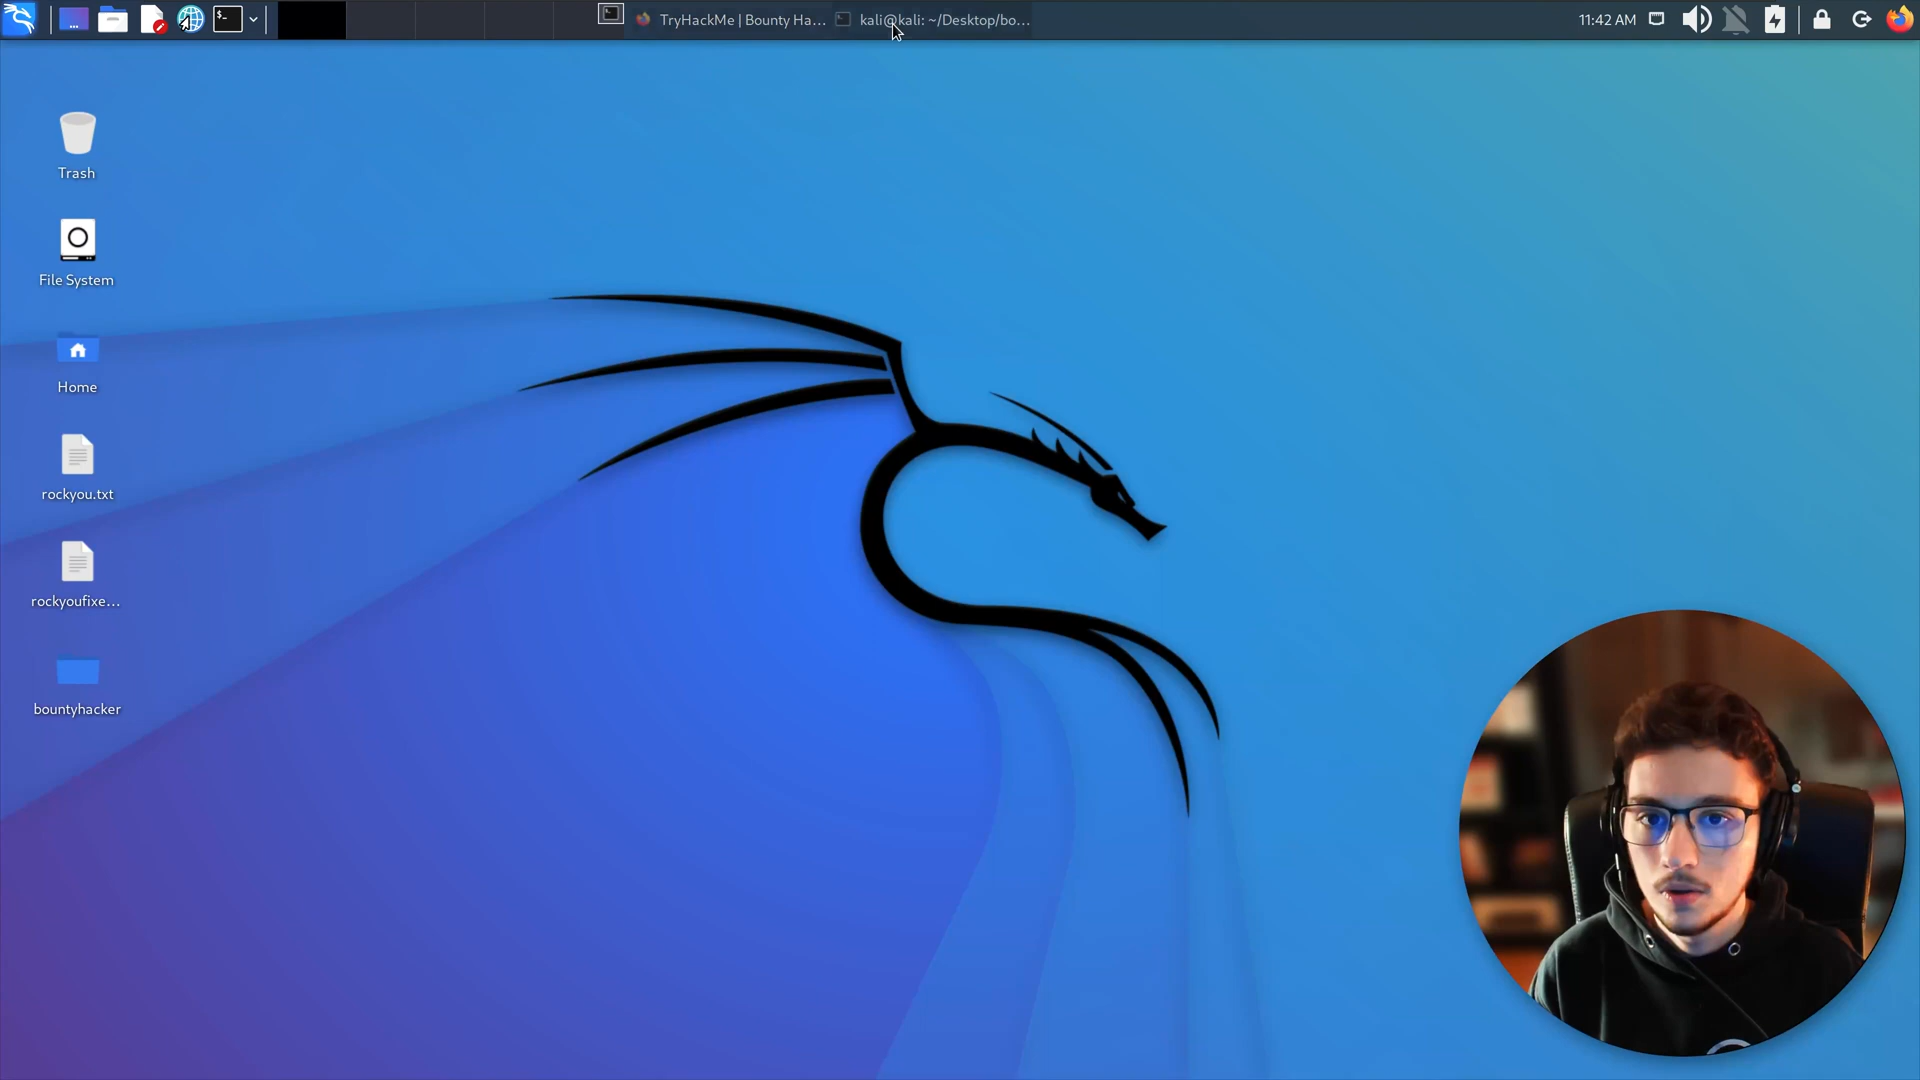 TryHackMe | Bounty Ha...
kali@kali: ~/Desktop/bo...
11:42 AM
Trash
File System
Home
rockyou.txt
rockyoufixe...
bountyhacker